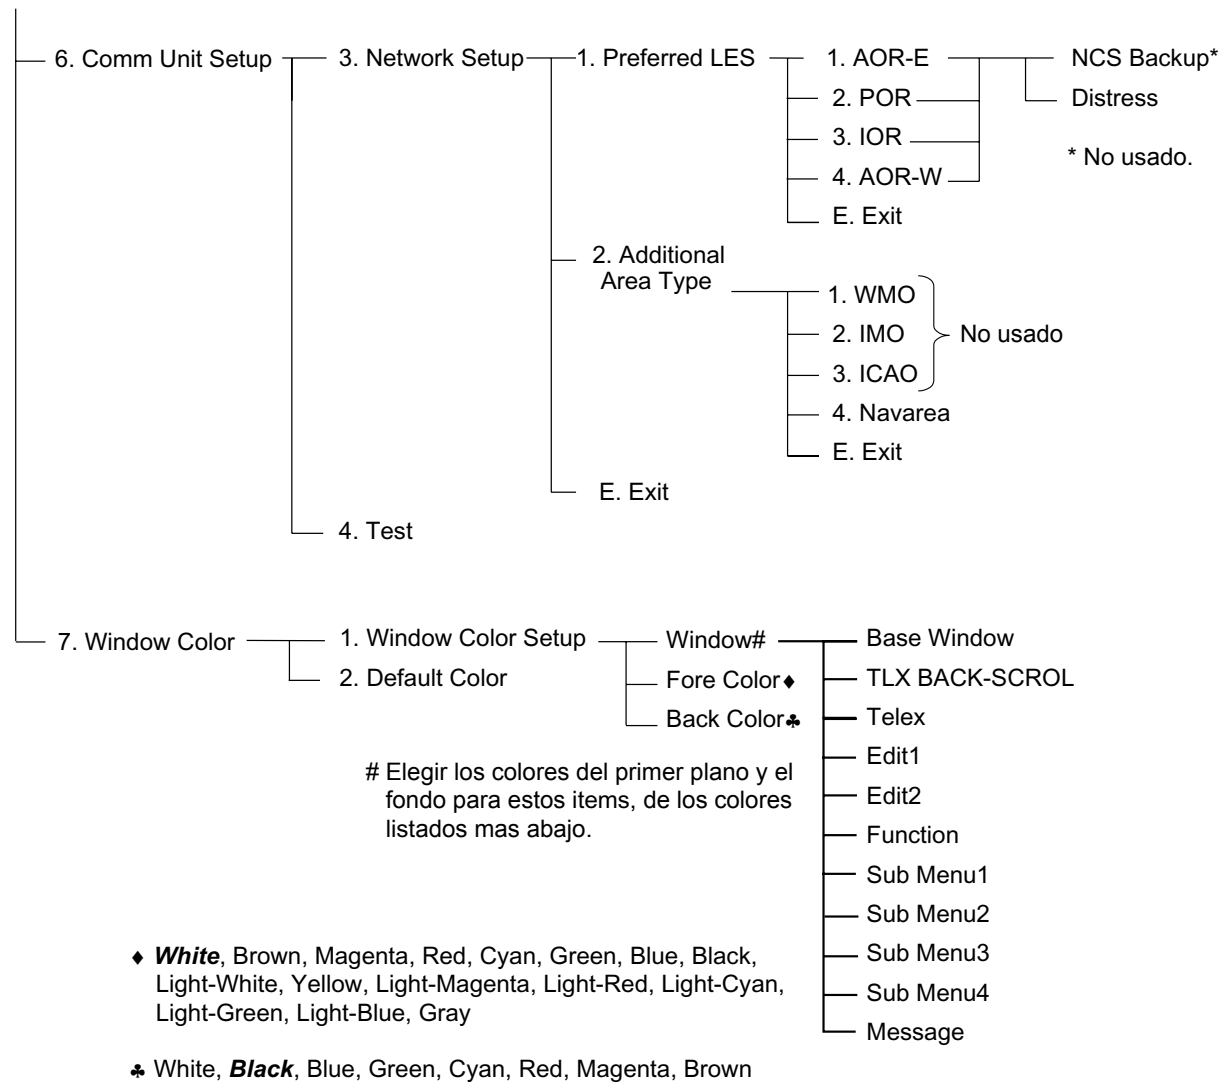 6. Comm Unit Setup
3. Network Setup
1. Preferred LES
1. AOR-E
NCS Backup*
2. POR
Distress
3. IOR
* No usado.
4. AOR-W
E. Exit
2. Additional
Area Type
1. WMO
2. IMO
No usado
3. ICAO
4. Navarea
E. Exit
E. Exit
4. Test
7. Window Color
1. Window Color Setup
Window#
Base Window
2. Default Color
Fore Color♦
TLX BACK-SCROL
Back Color♣
Telex
Edit1
# Elegir los colores del primer plano y el
fondo para estos items, de los colores
listados mas abajo.
Edit2
Function
Sub Menu1
Sub Menu2
Sub Menu3
Sub Menu4
Message
♦ White, Brown, Magenta, Red, Cyan, Green, Blue, Black,
Light-White, Yellow, Light-Magenta, Light-Red, Light-Cyan,
Light-Green, Light-Blue, Gray
♣ White, Black, Blue, Green, Cyan, Red, Magenta, Brown